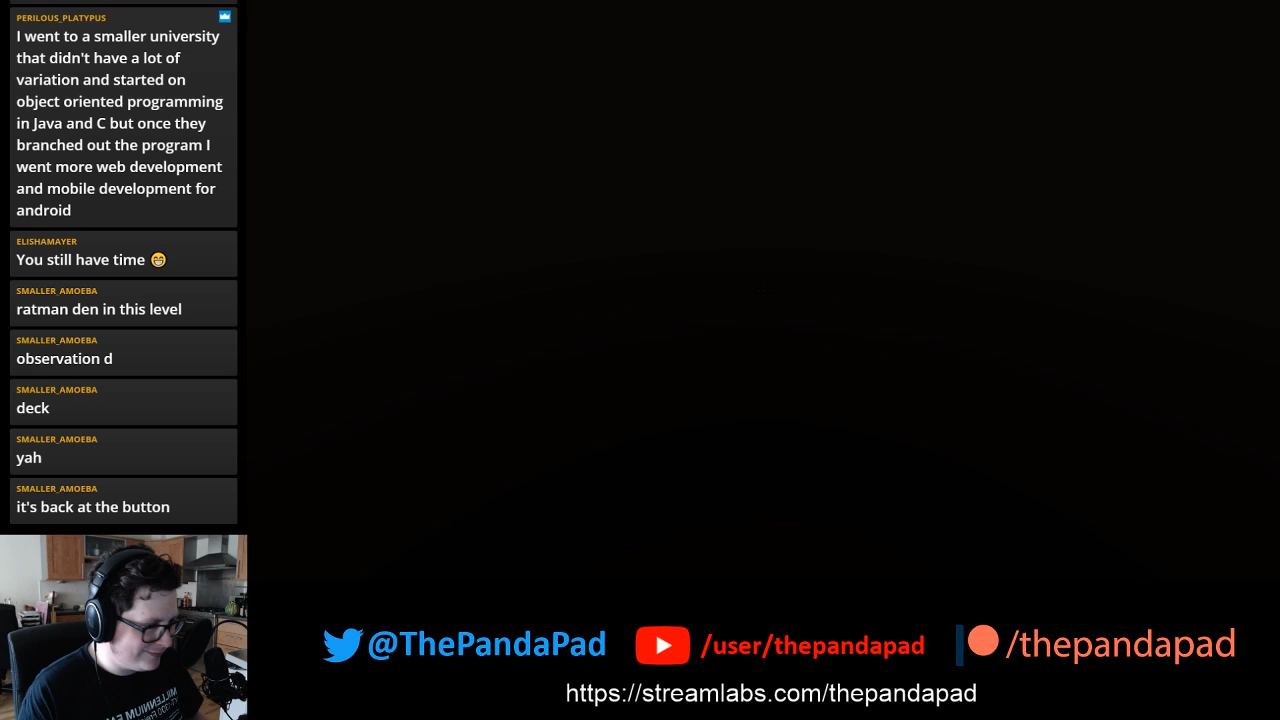 PERILOUS_PLATYPUS
I went to a smaller university
that didn't have a lot of
variation and started on
object oriented programming
in Java and C but once they
branched out the program I
went more web development
and mobile development for
android
ELISHAMAYER
You still have time 😁
SMALLER_AMOEBA
ratman den in this level
SMALLER_AMOEBA
observation d
SMALLER_AMOEBA
deck
SMALLER_AMOEBA
yah
SMALLER_AMOEBA
it's back at the button
@ThePandaPad
/user/thepandapad
/thepandapad
https://streamlabs.com/thepandapad